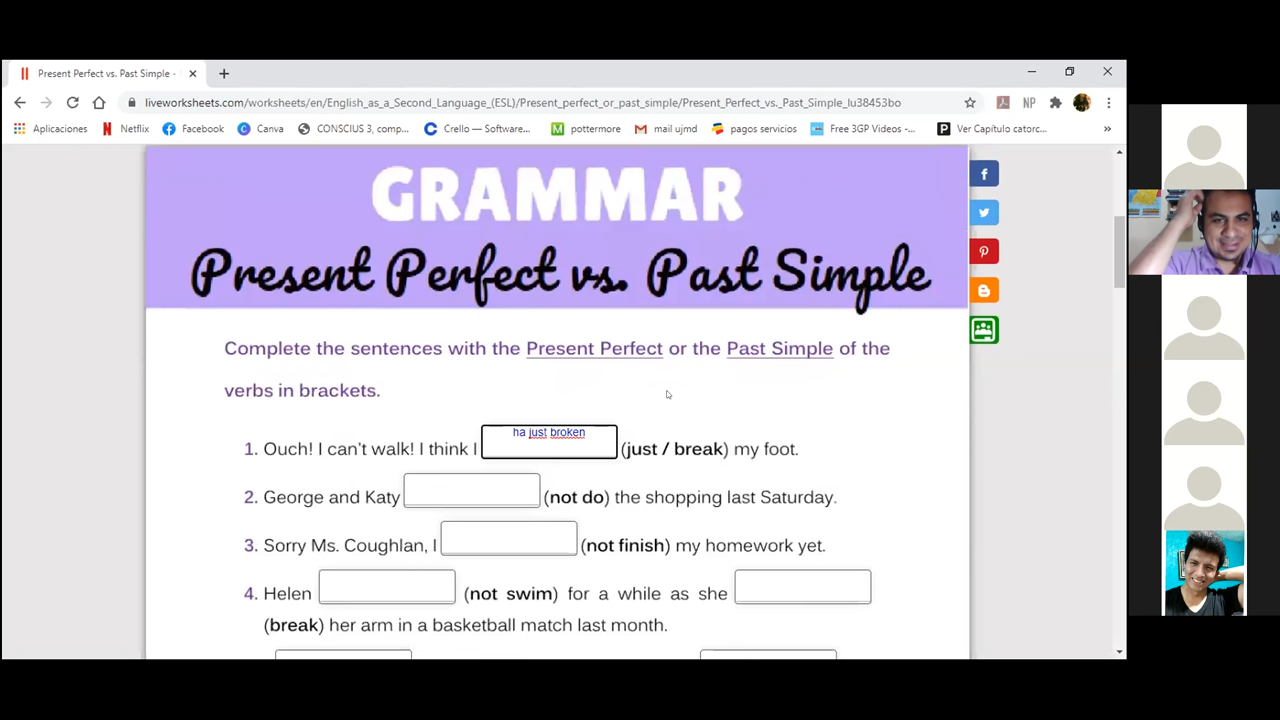 Present Perfect vs. Past Simple -
liveworksheets.com/worksheets/en/English_as_a_Second_Language_(ESL)/Present_perfect_or_past_simple/Present_Perfect_vs._Past_Simple_lu38453bo
NP
Aplicaciones Netflix Facebook Canva CONSCIUS 3, comp... Crello — Software... pottermore mail ujmd pagos servicios Free 3GP Videos -... Ver Capítulo catorc... »
GRAMMAR
Present Perfect vs. Past Simple
Complete the sentences with the Present Perfect or the Past Simple of the
verbs in brackets.
1. Ouch! I can't walk! I think I ha just broken (just / break) my foot.
2. George and Katy (not do) the shopping last Saturday.
3. Sorry Ms. Coughlan, I (not finish) my homework yet.
4. Helen (not swim) for a while as she
(break) her arm in a basketball match last month.